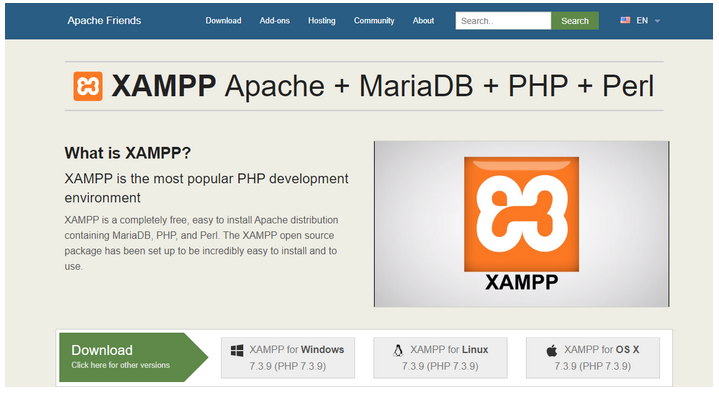 Apache Friends Download Add-ons Hosting Community About Search... Search EN
XAMPP Apache + MariaDB + PHP + Perl
What is XAMPP?
XAMPP is the most popular PHP development
environment
XAMPP is a completely free, easy to install Apache distribution
containing MariaDB, PHP, and Perl. The XAMPP open source
package has been set up to be incredibly easy to install and to
use.
XAMPP
Download
Click here for other versions
XAMPP for Windows
7.3.9 (PHP 7.3.9)
XAMPP for Linux
7.3.9 (PHP 7.3.9)
XAMPP for OS X
7.3.9 (PHP 7.3.9)